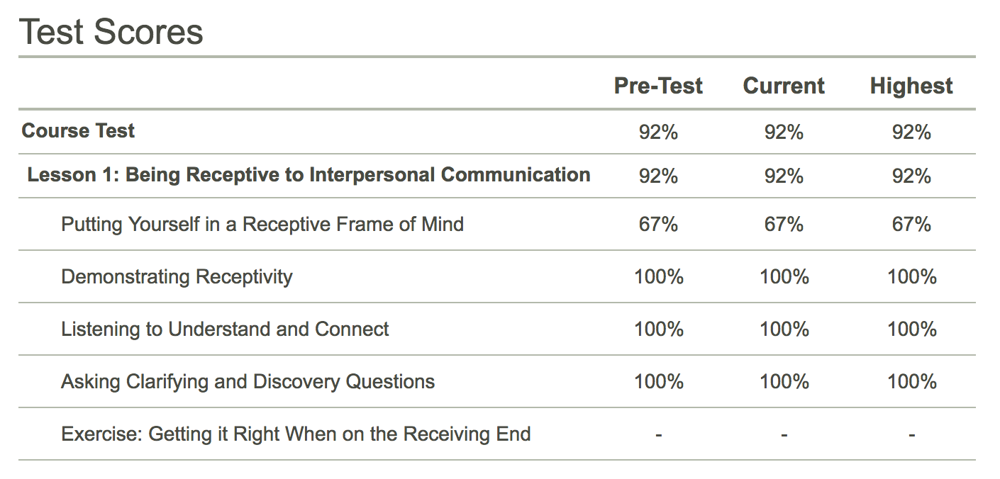 Test Scores
Pre-Test Current Highest
Course Test 92% 92% 92%
Lesson 1: Being Receptive to Interpersonal Communication 92% 92% 92%
Putting Yourself in a Receptive Frame of Mind 67% 67% 67%
Demonstrating Receptivity 100% 100% 100%
Listening to Understand and Connect 100% 100% 100%
Asking Clarifying and Discovery Questions 100% 100% 100%
Exercise: Getting it Right When on the Receiving End - - -